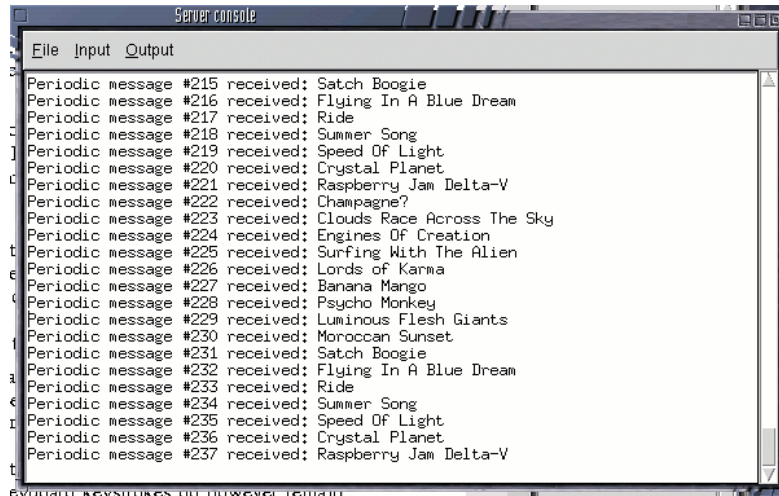 Server console
File Input Output
Periodic message #215 received: Satch Boogie
Periodic message #216 received: Flying In A Blue Dream
Periodic message #217 received: Ride
Periodic message #218 received: Summer Song
Periodic message #219 received: Speed Of Light
Periodic message #220 received: Crystal Planet
Periodic message #221 received: Raspberry Jam Delta-V
Periodic message #222 received: Champagne?
Periodic message #223 received: Clouds Race Across The Sky
Periodic message #224 received: Engines Of Creation
Periodic message #225 received: Surfing With The Alien
Periodic message #226 received: Lords of Karma
Periodic message #227 received: Banana Mango
Periodic message #228 received: Psycho Monkey
Periodic message #229 received: Luminous Flesh Giants
Periodic message #230 received: Moroccan Sunset
Periodic message #231 received: Satch Boogie
Periodic message #232 received: Flying In A Blue Dream
Periodic message #233 received: Ride
Periodic message #234 received: Summer Song
Periodic message #235 received: Speed Of Light
Periodic message #236 received: Crystal Planet
Periodic message #237 received: Raspberry Jam Delta-V